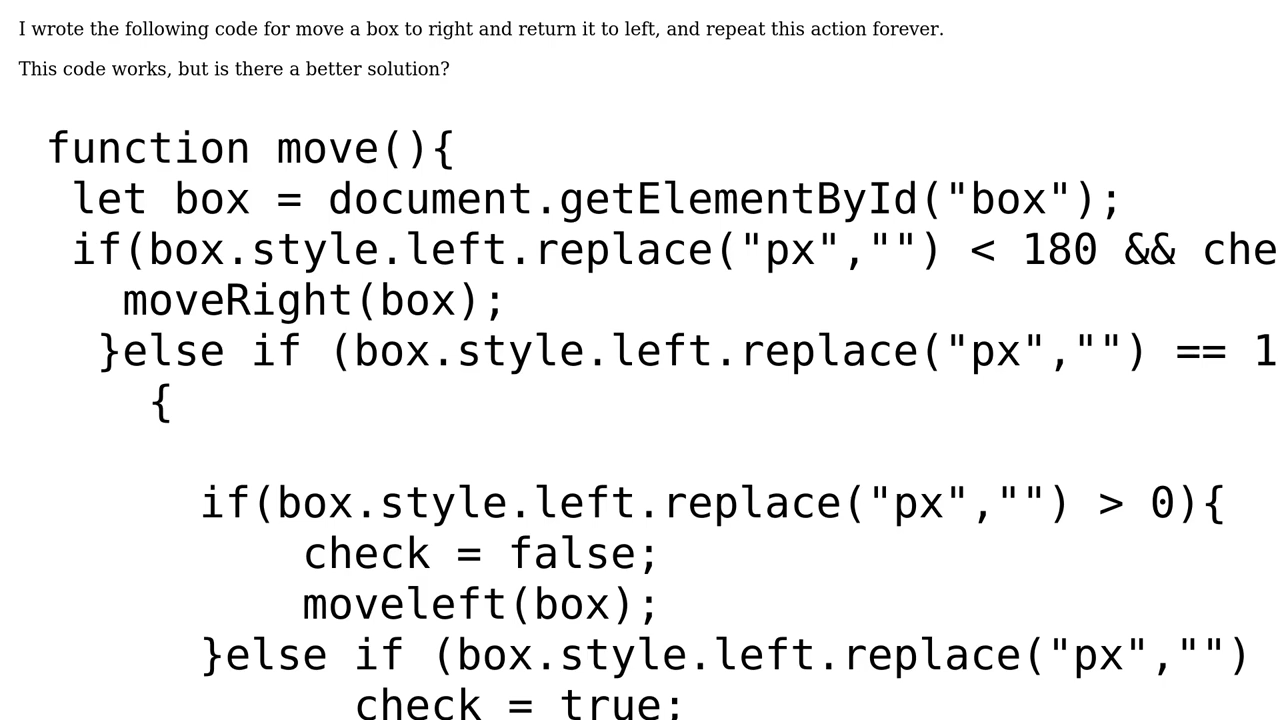 I wrote the following code for move a box to right and return it to left, and repeat this action forever.
This code works, but is there a better solution?
function move(){
let box = document.getElementById("box");
if(box.style.left.replace("px","") < 180 && che
moveRight(box);
}else if (box.style.left.replace("px","") == 1
{
if(box.style.left.replace("px","") > 0){
check = false;
moveleft(box);
}else if (box.style.left.replace("px","")
check = true;